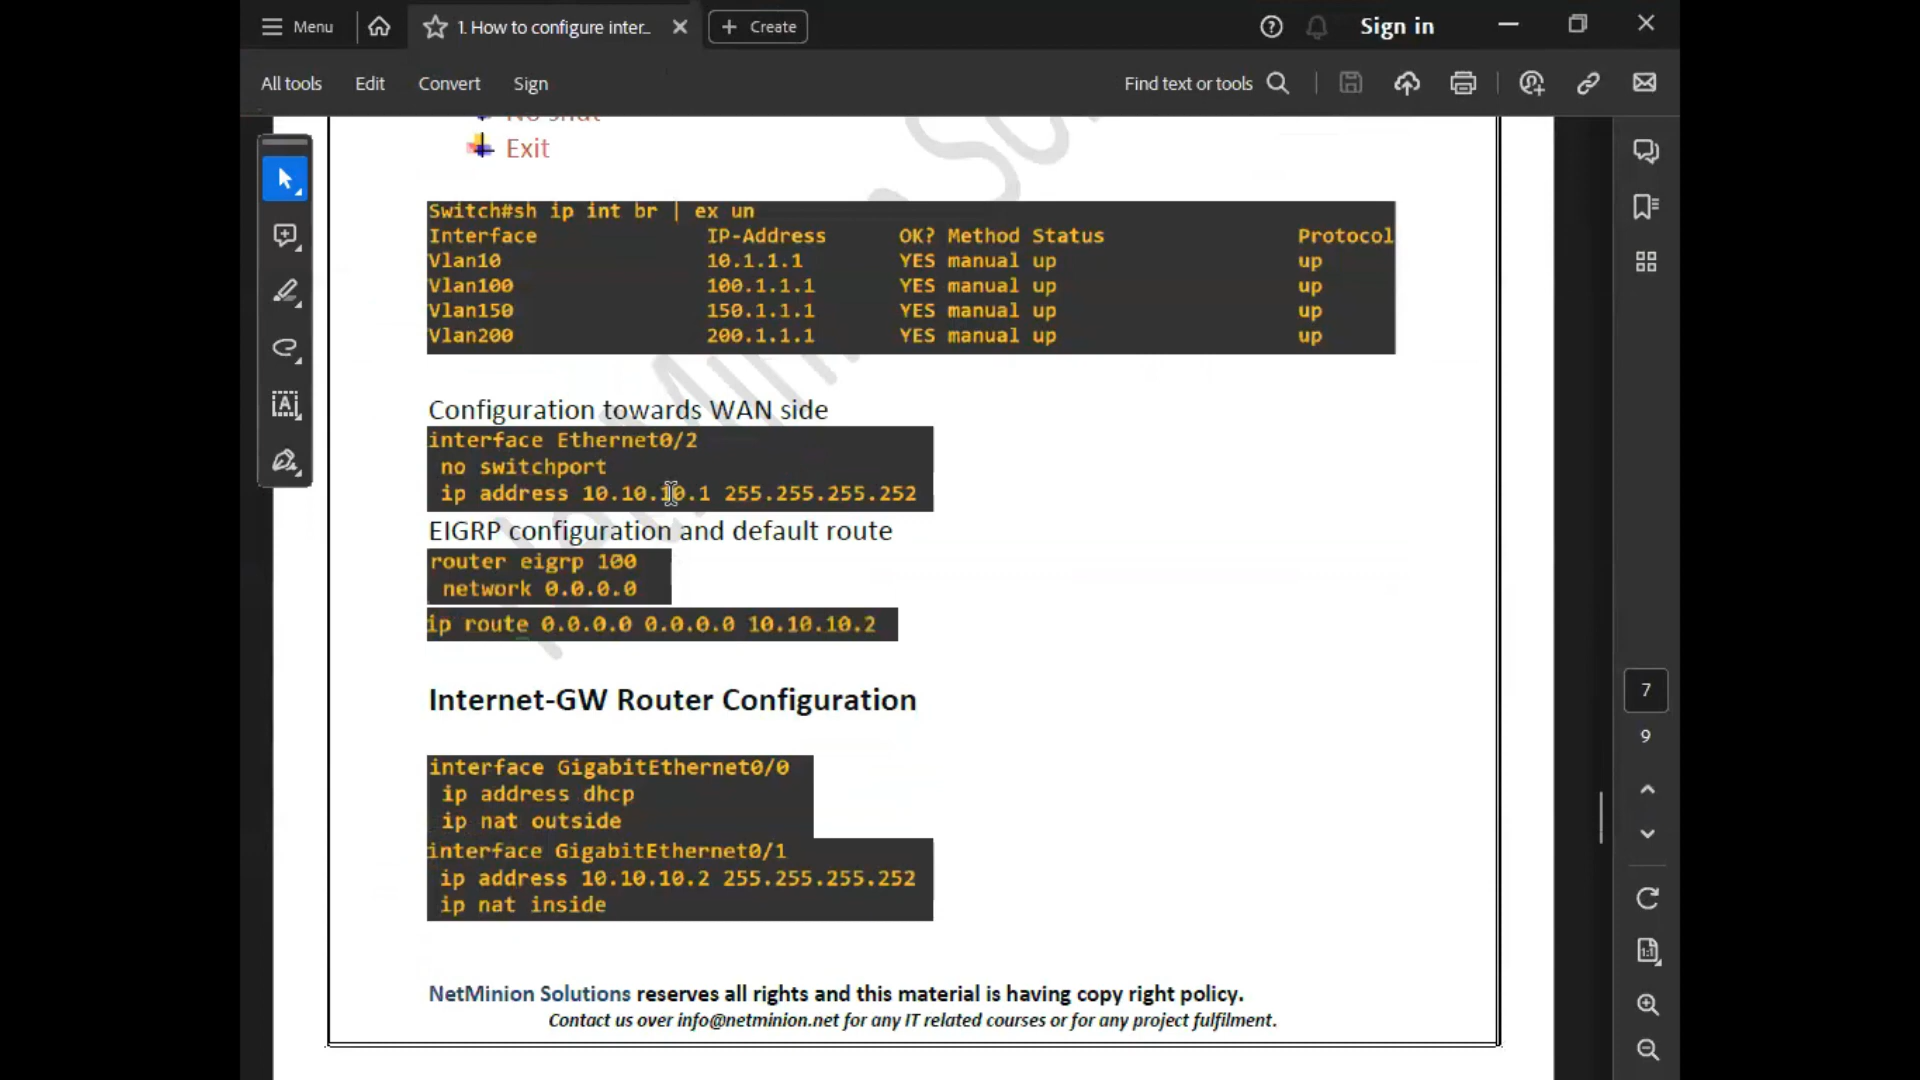 Menu
1. How to configure inter...
Create
Sign in
All tools
Edit
Convert
Sign
Find text or tools
No shut
Exit
Switch#sh ip int br | ex un
Interface IP-Address OK? Method Status Protocol
Vlan10 10.1.1.1 YES manual up up
Vlan100 100.1.1.1 YES manual up up
Vlan150 150.1.1.1 YES manual up up
Vlan200 200.1.1.1 YES manual up up
Configuration towards WAN side
interface Ethernet0/2
no switchport
ip address 10.10.10.1 255.255.255.252
EIGRP configuration and default route
router eigrp 100
network 0.0.0.0
ip route 0.0.0.0 0.0.0.0 10.10.10.2
Internet-GW Router Configuration
interface GigabitEthernet0/0
ip address dhcp
ip nat outside
interface GigabitEthernet0/1
ip address 10.10.10.2 255.255.255.252
ip nat inside
NetMinion Solutions reserves all rights and this material is having copy right policy.
Contact us over info@netminion.net for any IT related courses or for any project fulfilment.
7
9